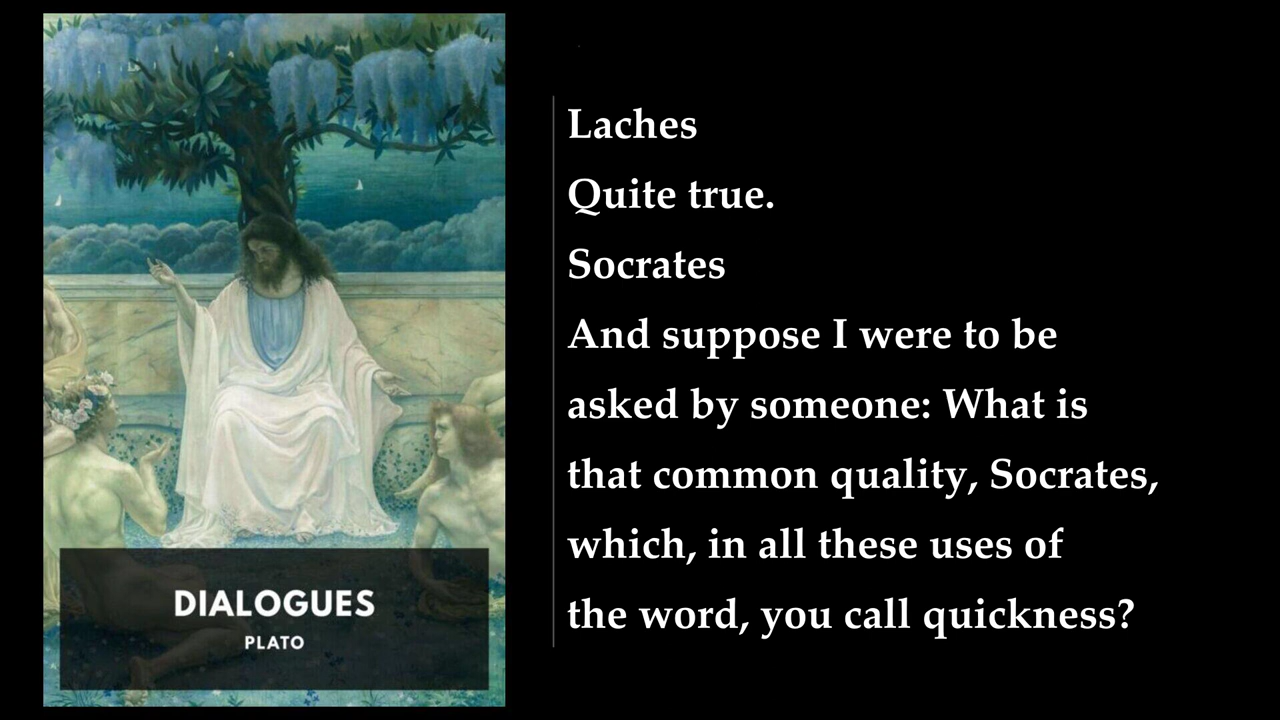 DIALOGUES
PLATO
Laches
Quite true.
Socrates
And suppose I were to be
asked by someone: What is
that common quality, Socrates,
which, in all these uses of
the word, you call quickness?